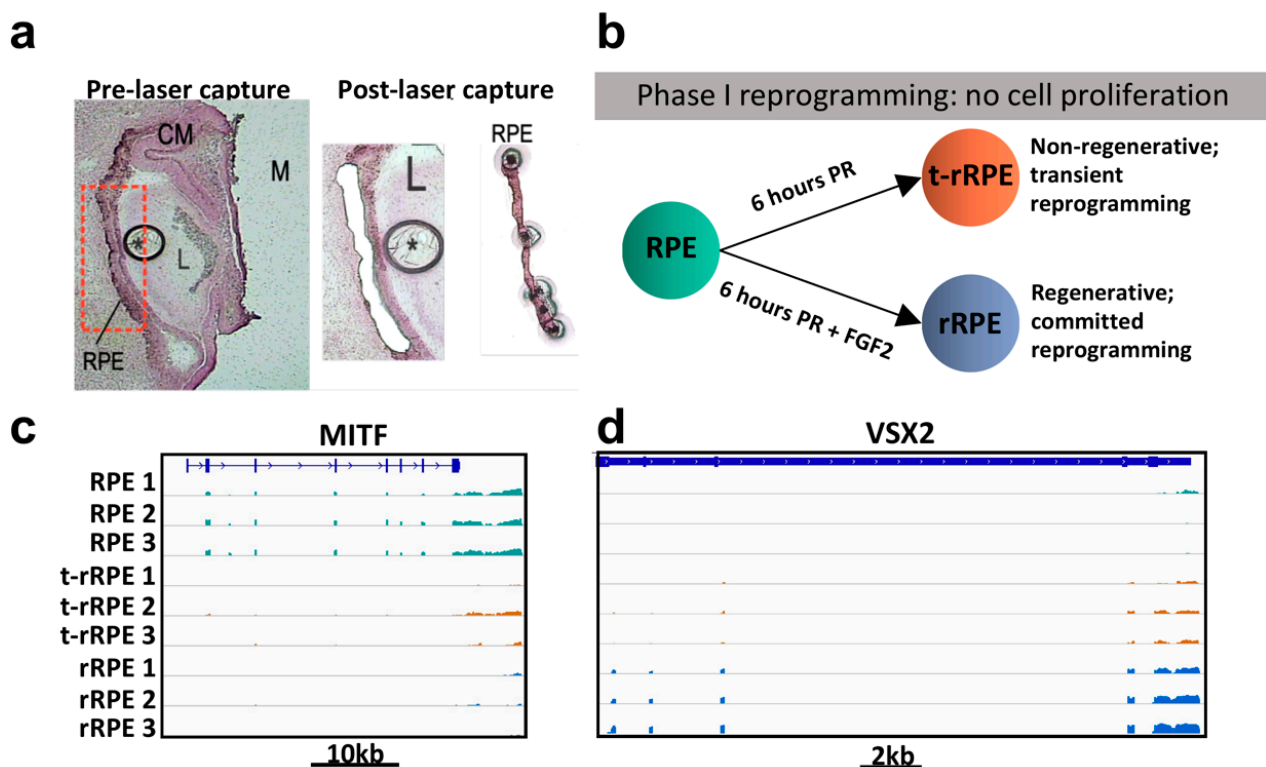 a
Pre-laser capture
CM
M
*
L
RPE
Post-laser capture
L
*
RPE
b
Phase I reprogramming: no cell proliferation
RPE
6 hours PR
t-rRPE
Non-regenerative;
transient
reprogramming
6 hours PR + FGF2
rRPE
Regenerative;
committed
reprogramming
c
MITF
RPE 1
RPE 2
RPE 3
t-rRPE 1
t-rRPE 2
t-rRPE 3
rRPE 1
rRPE 2
rRPE 3
10kb
d
VSX2
2kb